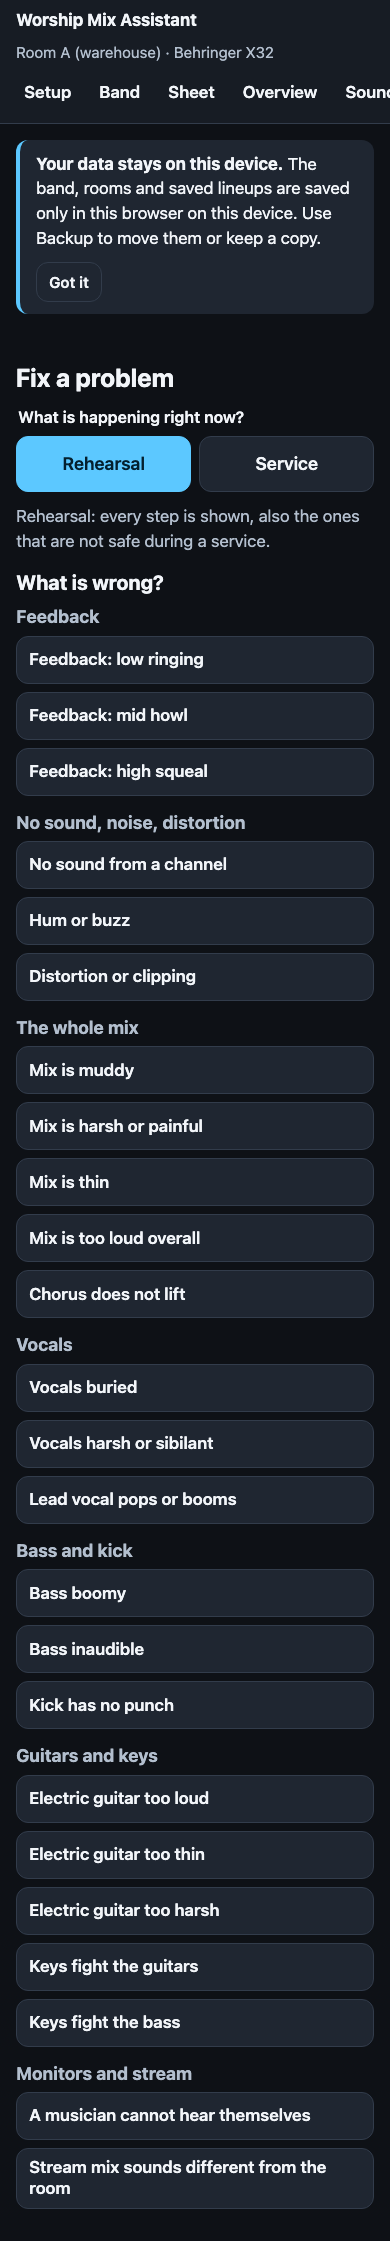 Worship Mix Assistant
Room A (warehouse) · Behringer X32
Setup Band Sheet Overview Soun
Your data stays on this device. The
band, rooms and saved lineups are saved
only in this browser on this device. Use
Backup to move them or keep a copy.
Got it
Fix a problem
What is happening right now?
Rehearsal Service
Rehearsal: every step is shown, also the ones
that are not safe during a service.
What is wrong?
Feedback
Feedback: low ringing
Feedback: mid howl
Feedback: high squeal
No sound, noise, distortion
No sound from a channel
Hum or buzz
Distortion or clipping
The whole mix
Mix is muddy
Mix is harsh or painful
Mix is thin
Mix is too loud overall
Chorus does not lift
Vocals
Vocals buried
Vocals harsh or sibilant
Lead vocal pops or booms
Bass and kick
Bass boomy
Bass inaudible
Kick has no punch
Guitars and keys
Electric guitar too loud
Electric guitar too thin
Electric guitar too harsh
Keys fight the guitars
Keys fight the bass
Monitors and stream
A musician cannot hear themselves
Stream mix sounds different from the
room